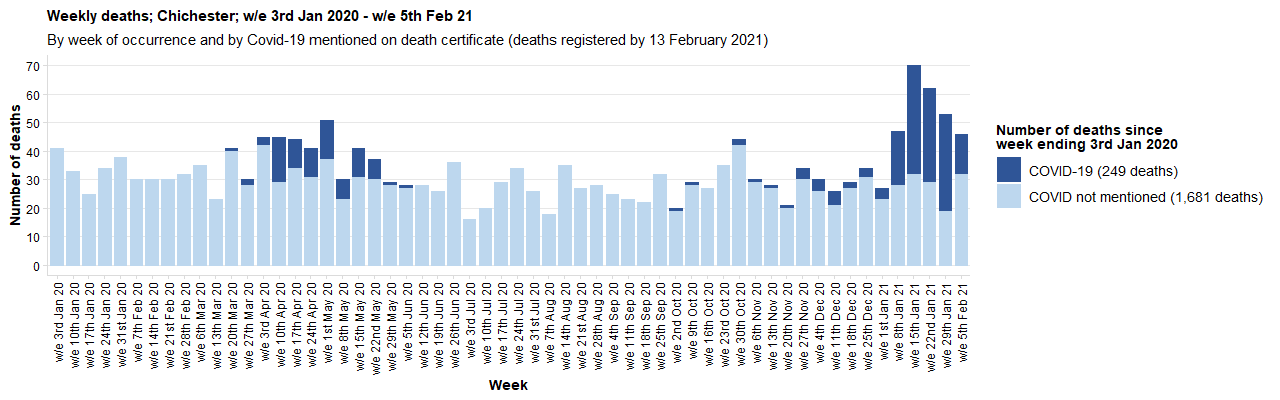 Weekly deaths; Chichester; w/e 3rd Jan 2020 - w/e 5th Feb 21
By week of occurrence and by Covid-19 mentioned on death certificate (deaths registered by 13 February 2021)
Number of deaths
70
60
50
40
30
20
10
0
w/e 3rd Jan 20
w/e 10th Jan 20
w/e 17th Jan 20
w/e 24th Jan 20
w/e 31st Jan 20
w/e 7th Feb 20
w/e 14th Feb 20
w/e 21st Feb 20
w/e 28th Feb 20
w/e 6th Mar 20
w/e 13th Mar 20
w/e 20th Mar 20
w/e 27th Mar 20
w/e 3rd Apr 20
w/e 10th Apr 20
w/e 17th Apr 20
w/e 24th Apr 20
w/e 1st May 20
w/e 8th May 20
w/e 15th May 20
w/e 22nd May 20
w/e 29th May 20
w/e 5th Jun 20
w/e 12th Jun 20
w/e 19th Jun 20
w/e 26th Jun 20
w/e 3rd Jul 20
w/e 10th Jul 20
w/e 17th Jul 20
w/e 24th Jul 20
w/e 31st Jul 20
w/e 7th Aug 20
w/e 14th Aug 20
w/e 21st Aug 20
w/e 28th Aug 20
w/e 4th Sep 20
w/e 11th Sep 20
w/e 18th Sep 20
w/e 25th Sep 20
w/e 2nd Oct 20
w/e 9th Oct 20
w/e 16th Oct 20
w/e 23rd Oct 20
w/e 30th Oct 20
w/e 6th Nov 20
w/e 13th Nov 20
w/e 20th Nov 20
w/e 27th Nov 20
w/e 4th Dec 20
w/e 11th Dec 20
w/e 18th Dec 20
w/e 25th Dec 20
w/e 1st Jan 21
w/e 8th Jan 21
w/e 15th Jan 21
w/e 22nd Jan 21
w/e 29th Jan 21
w/e 5th Feb 21
Week
Number of deaths since
week ending 3rd Jan 2020
COVID-19 (249 deaths)
COVID not mentioned (1,681 deaths)